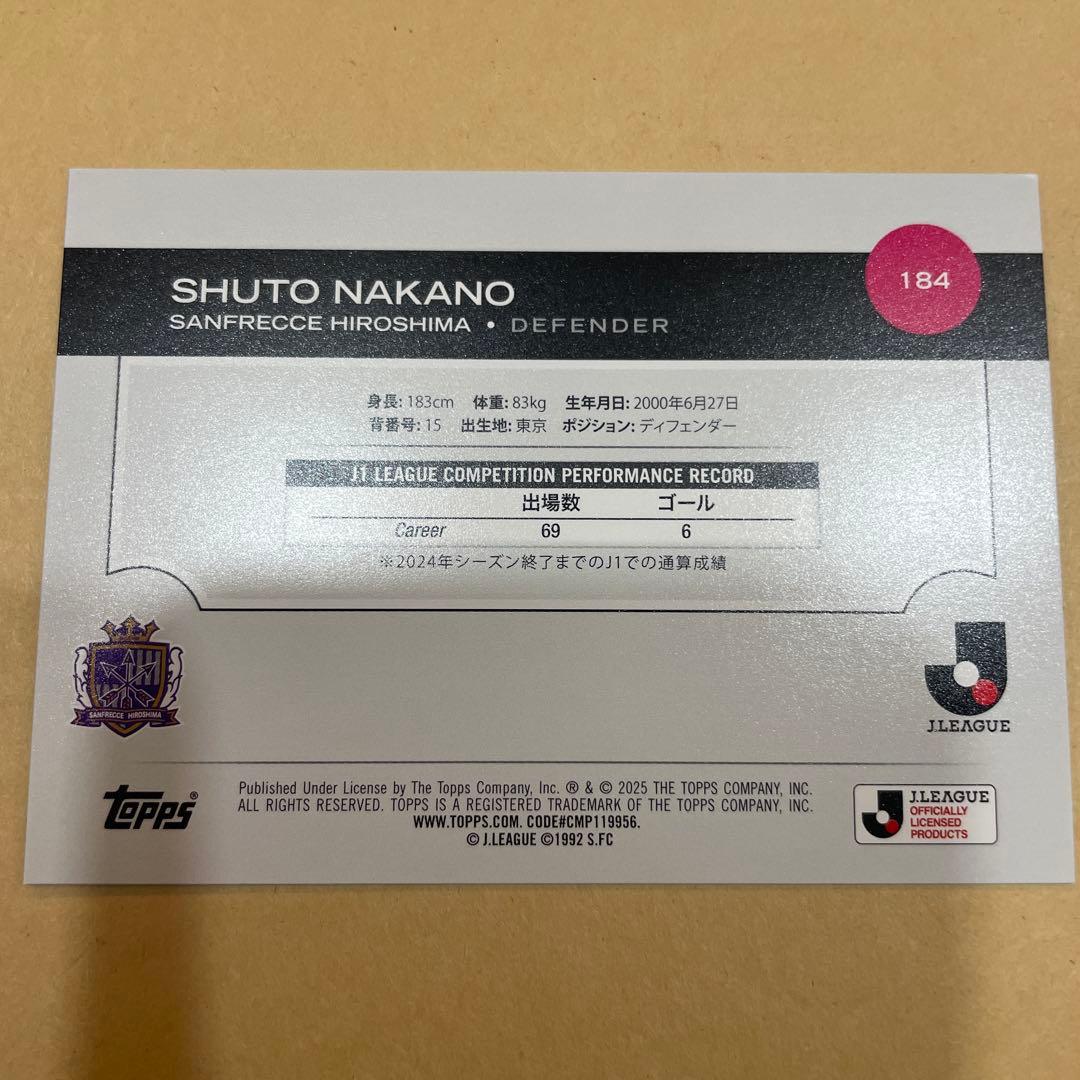 184
SHUTO NAKANO
SANFRECCE HIROSHIMA • DEFENDER
身長: 183cm 体重: 83kg 生年月日: 2000年6月27日
背番号: 15 出生地: 東京 ポジション: ディフェンダー
J1 LEAGUE COMPETITION PERFORMANCE RECORD
出場数 ゴール
Career 69 6
※2024年シーズン終了までのJ1での通算成績
SANFRECCE HIROSHIMA
J.LEAGUE
Topps®
Published Under License by The Topps Company, Inc. ® & © 2025 THE TOPPS COMPANY, INC.
ALL RIGHTS RESERVED. TOPPS IS A REGISTERED TRADEMARK OF THE TOPPS COMPANY, INC.
WWW.TOPPS.COM. CODE#CMP119956.
© J.LEAGUE ©1992 S.FC
J.LEAGUE
OFFICIALLY
LICENSED
PRODUCTS